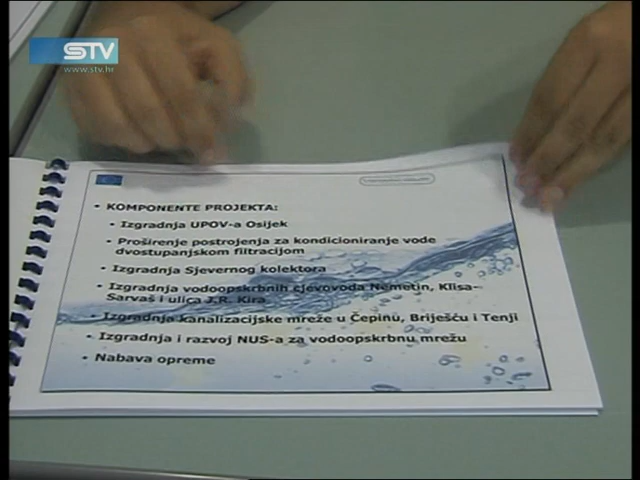 STV
www.stv.hr
• KOMPONENTE PROJEKTA:
• Izgradnja UPOV-a Osijek
• Proširenje postrojenja za kondicioniranje vode
dvostupanjskom filtracijom
• Izgradnja Sjevernog kolektora
• Izgradnja vodoopskrbnih cjevovoda Nemetin, Klisa-
Sarvaš i ulica J.R. Kira
• Izgradnja kanalizacijske mreže u Čepinu, Briješću i Tenji
• Izgradnja i razvoj NUS-a za vodoopskrbnu mrežu
• Nabava opreme